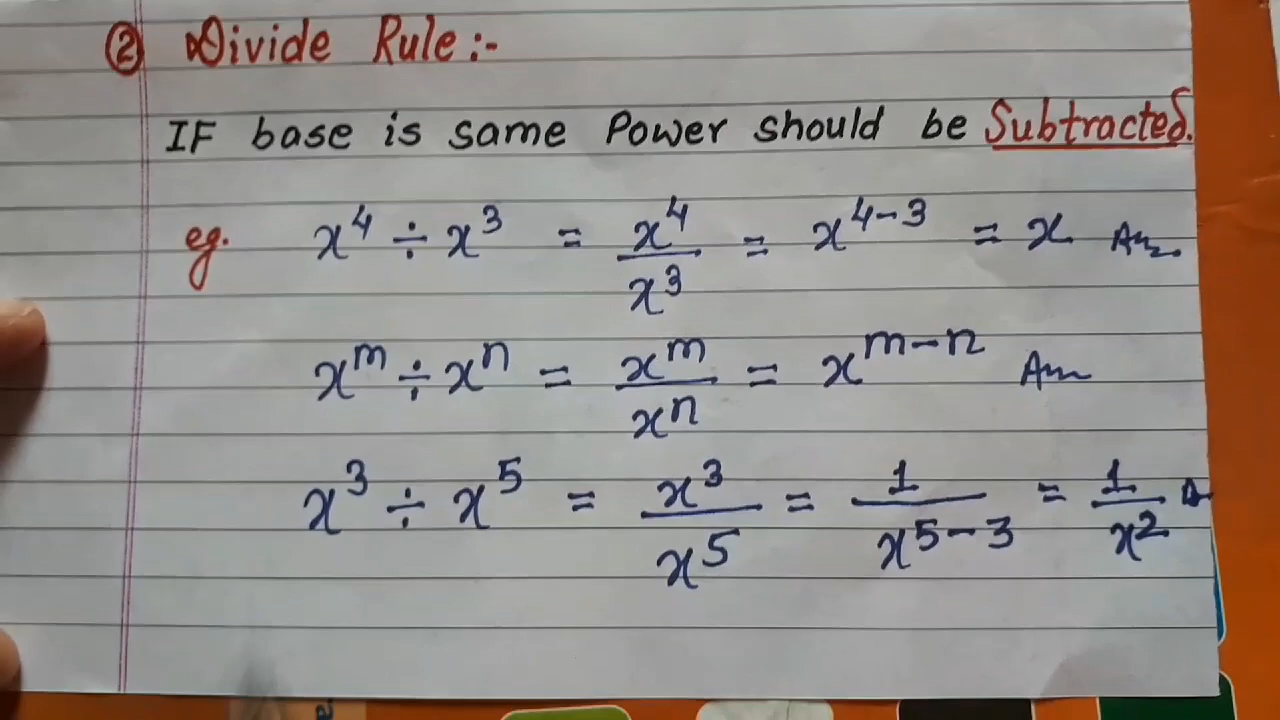 ② Divide Rule :-
IF base is same Power should be Subtracted.
eg. x⁴ ÷ x³ = x⁴/x³ = x⁴⁻³ = x Ans.
xᵐ ÷ xⁿ = xᵐ/xⁿ = xᵐ⁻ⁿ Ans
x³ ÷ x⁵ = x³/x⁵ = 1/x⁵⁻³ = 1/x²